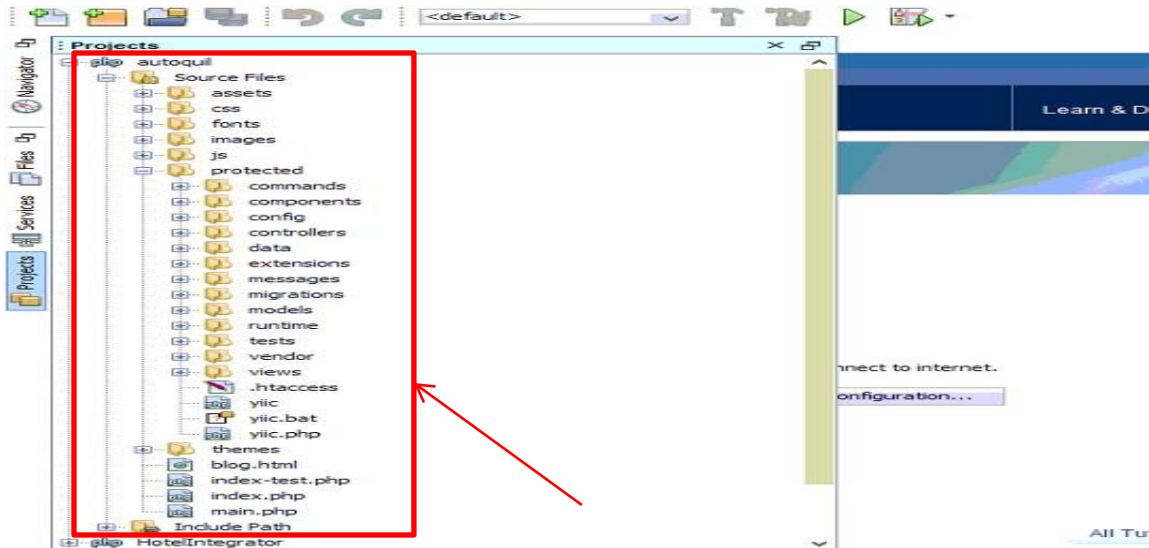 <default>
Projects
autoquil
Source Files
assets
css
fonts
images
js
protected
commands
components
config
controllers
data
extensions
messages
migrations
models
runtime
tests
vendor
views
.htaccess
yiic
yiic.bat
yiic.php
themes
blog.html
index-test.php
index.php
main.php
Include Path
HotelIntegrator
Navigator
Files
Services
Projects
Learn & D
nnect to internet.
onfiguration...
All Tu